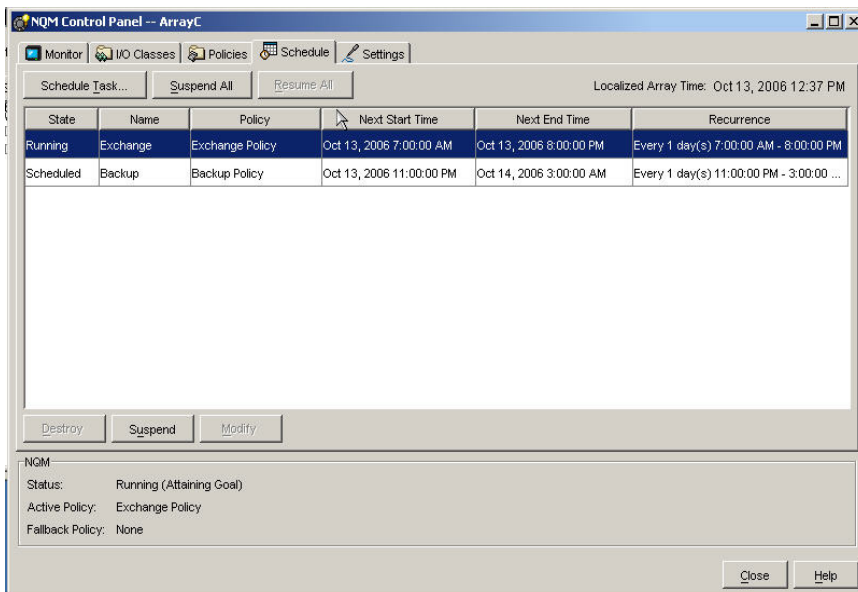 NQM Control Panel -- ArrayC
Monitor I/O Classes Policies Schedule Settings
Schedule Task... Suspend All Resume All Localized Array Time: Oct 13, 2006 12:37 PM
State Name Policy Next Start Time Next End Time Recurrence
Running Exchange Exchange Policy Oct 13, 2006 7:00:00 AM Oct 13, 2006 8:00:00 PM Every 1 day(s) 7:00:00 AM - 8:00:00 PM
Scheduled Backup Backup Policy Oct 13, 2006 11:00:00 PM Oct 14, 2006 3:00:00 AM Every 1 day(s) 11:00:00 PM - 3:00:00 ...
Destroy Suspend Modify
NQM
Status: Running (Attaining Goal)
Active Policy: Exchange Policy
Fallback Policy: None
Close Help